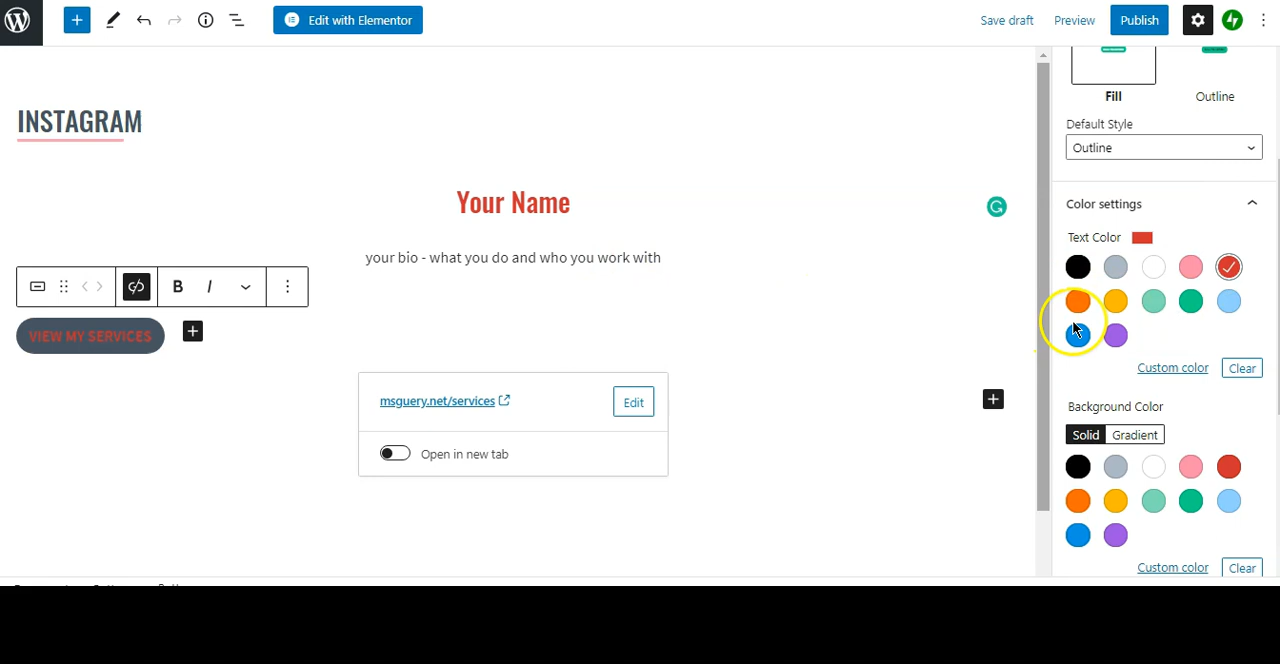 Edit with Elementor
Save draft
Preview
Publish
Fill
Outline
Default Style
Outline
Color settings
Text Color
Custom color
Clear
Background Color
Solid
Gradient
Custom color
Clear
INSTAGRAM
Your Name
your bio - what you do and who you work with
B I
VIEW MY SERVICES
msguery.net/services
Edit
Open in new tab